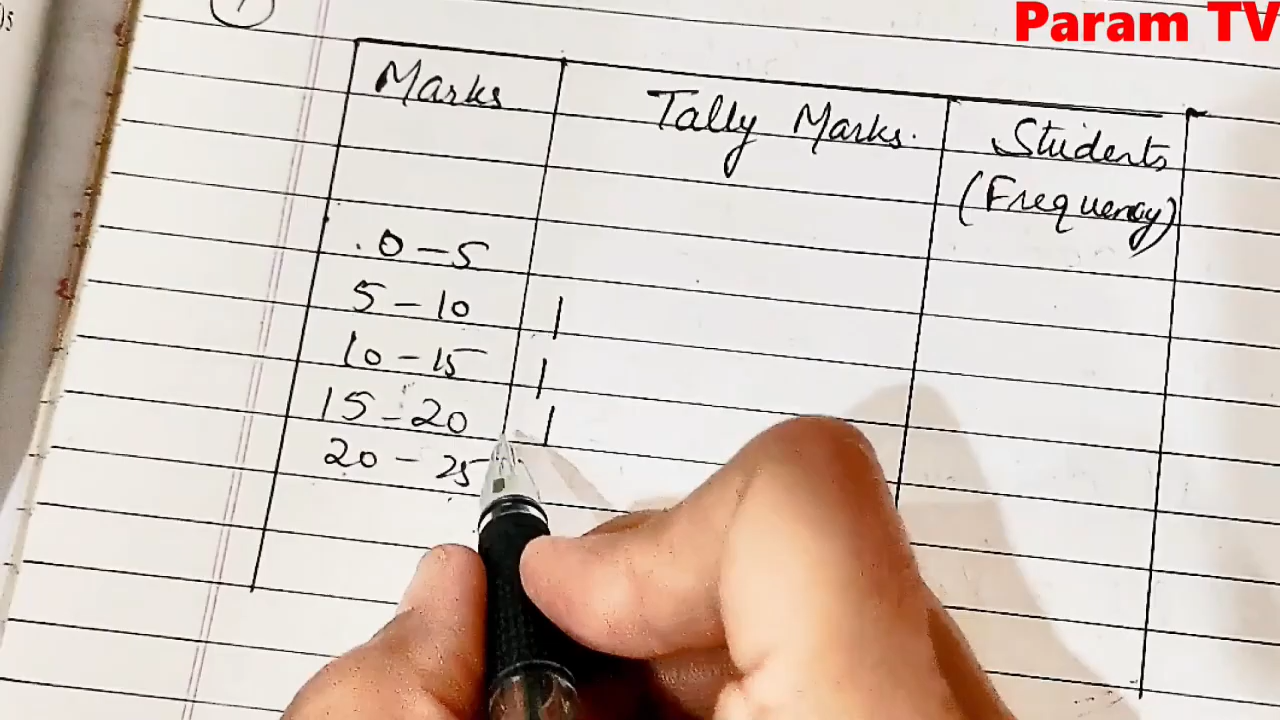 Param TV
Marks Tally Marks. Students
(Frequency)
0-5
5-10 |
10-15 |
15-20 |
20-25